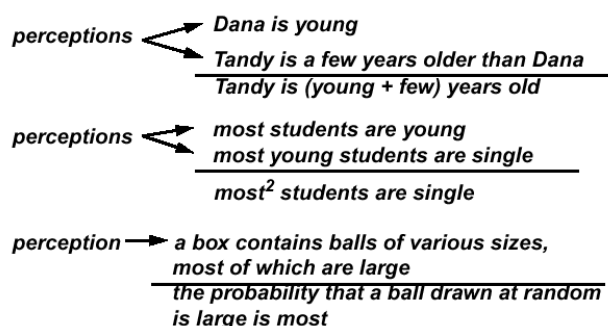 Dana is young
perceptions
Tandy is a few years older than Dana
Tandy is (young + few) years old
perceptions
most students are young
most young students are single
most² students are single
perception
a box contains balls of various sizes,
most of which are large
the probability that a ball drawn at random
is large is most